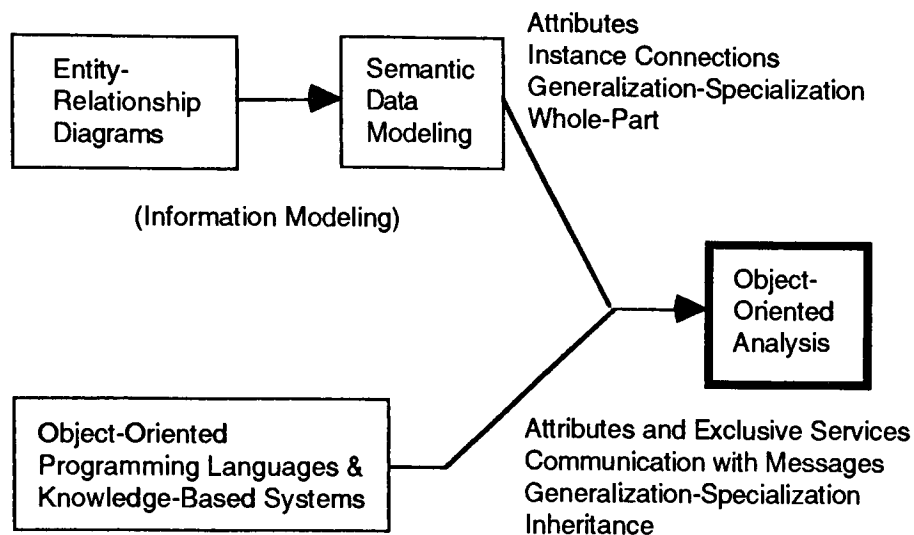 Entity-
Relationship
Diagrams
Semantic
Data
Modeling
Attributes
Instance Connections
Generalization-Specialization
Whole-Part
(Information Modeling)
Object-
Oriented
Analysis
Object-Oriented
Programming Languages &
Knowledge-Based Systems
Attributes and Exclusive Services
Communication with Messages
Generalization-Specialization
Inheritance